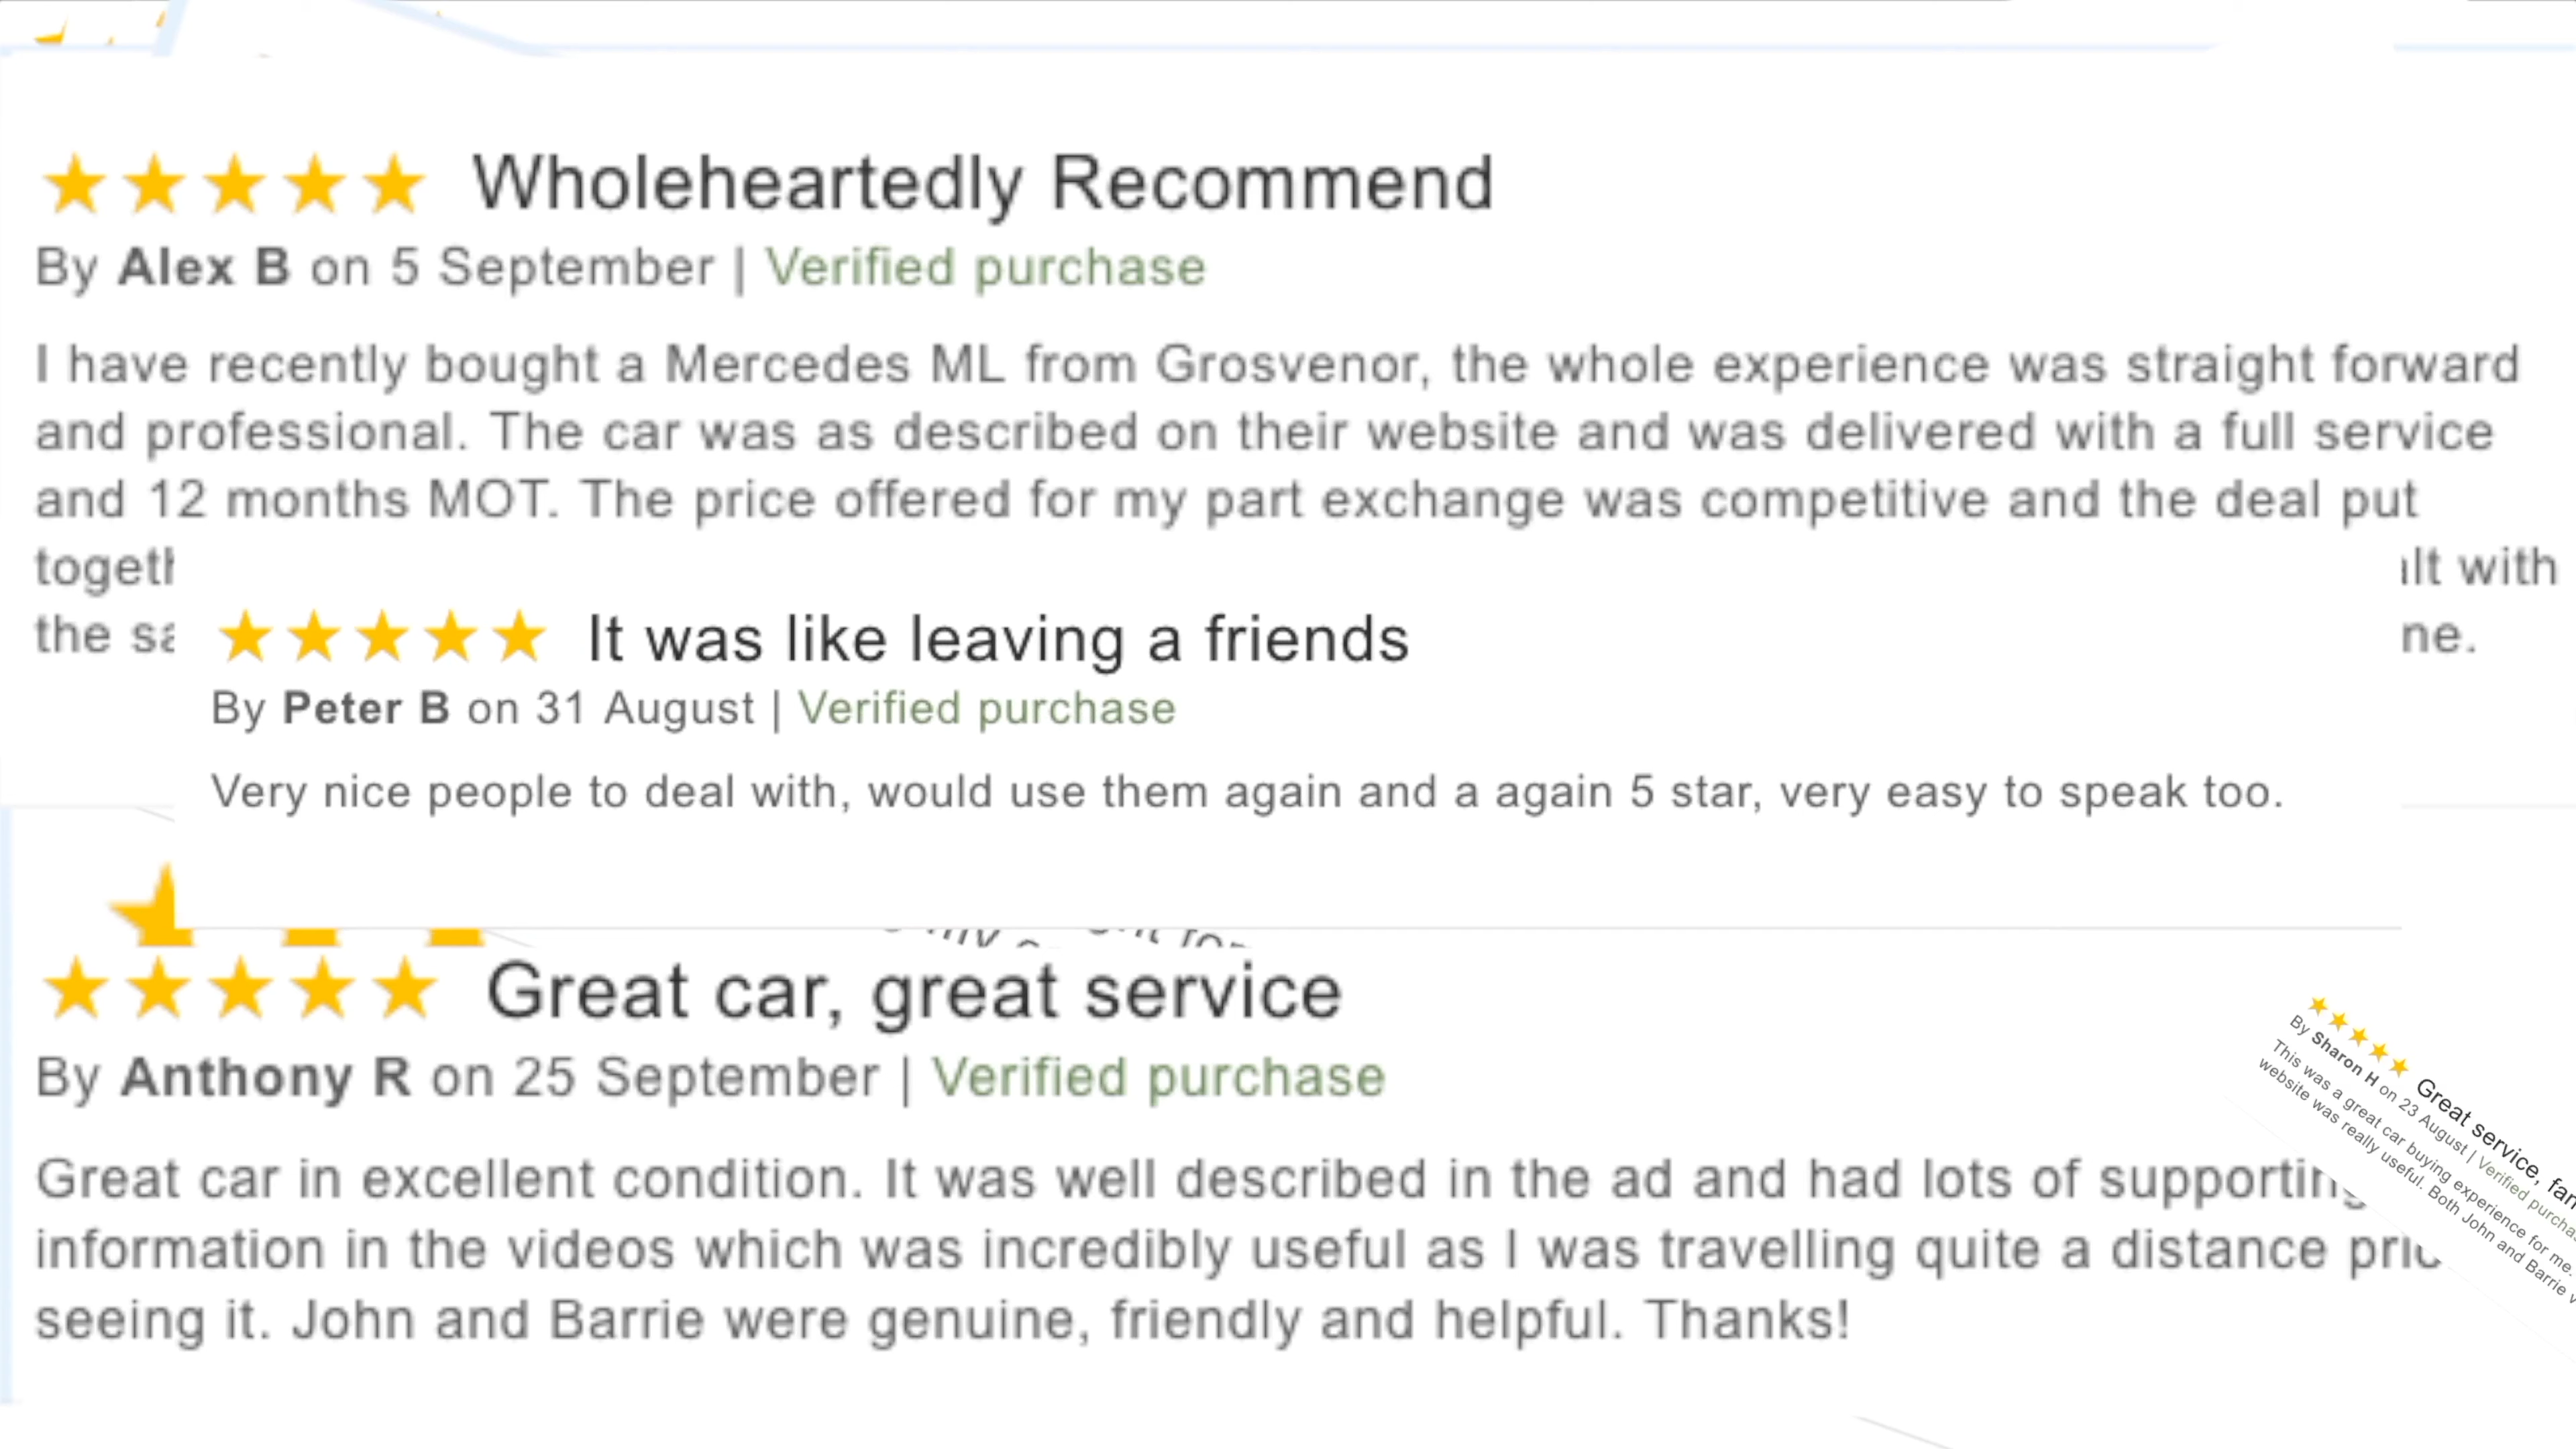 Wholeheartedly Recommend
By Alex B on 5 September | Verified purchase
I have recently bought a Mercedes ML from Grosvenor, the whole experience was straight forward
and professional. The car was as described on their website and was delivered with a full service
and 12 months MOT. The price offered for my part exchange was competitive and the deal put
with
the
It was like leaving a friends
By Peter B on 31 August | Verified purchase
Very nice people to deal with, would use them again and a again 5 star, very easy to speak too.
Great car, great service
By Anthony R on 25 September | Verified purchase
Great car in excellent condition. It was well described in the ad and had lots of supporting
information in the videos which was incredibly useful as I was travelling quite a distance
seeing it. John and Barrie were genuine, friendly and helpful. Thanks!
Great service,
By Sharon H on 23 August | Verified
This was a great car buying experience for me.
website was really useful. Both John and Barrie